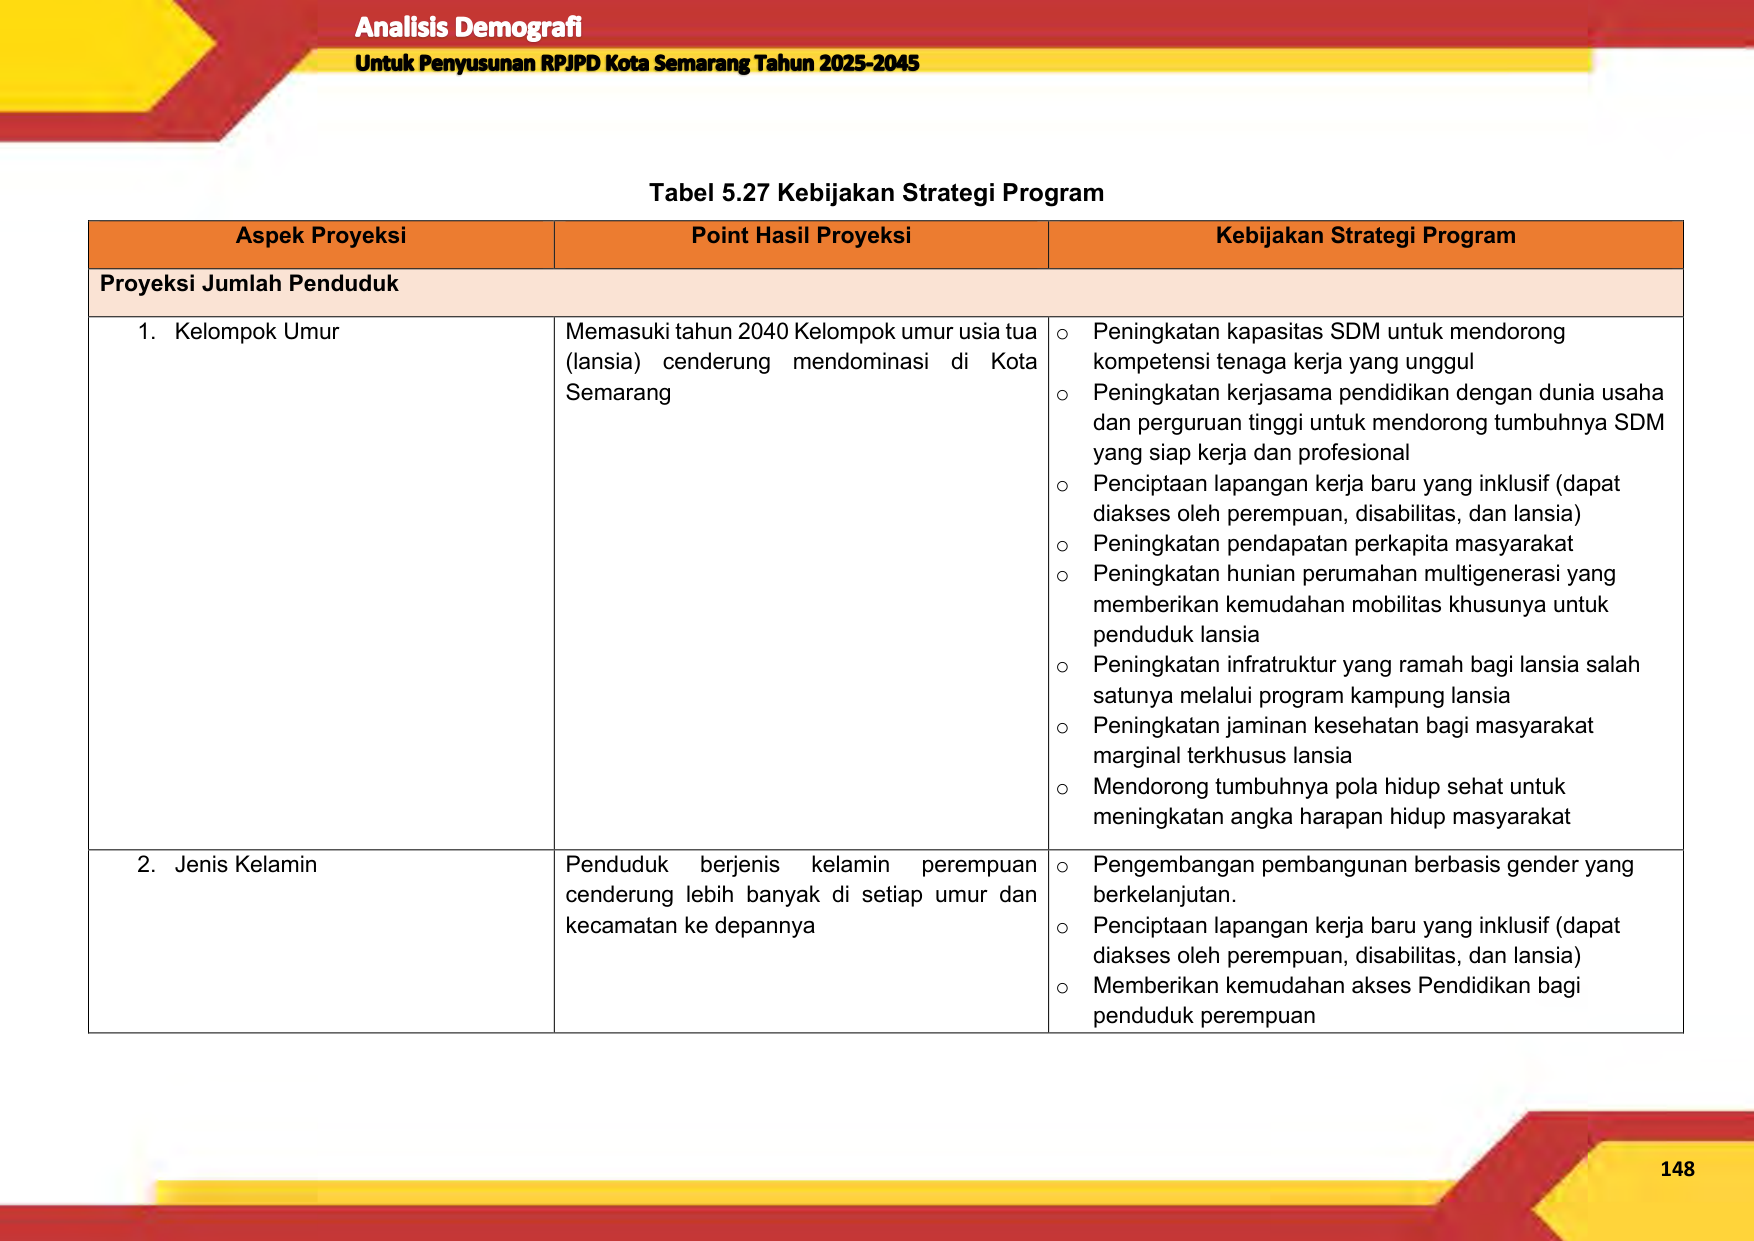 Analisis Demografi
Untuk Penyusunan RPJPD Kota Semarang Tahun 2025-2045
Tabel 5.27 Kebijakan Strategi Program
Aspek Proyeksi
Point Hasil Proyeksi
Kebijakan Strategi Program
Proyeksi Jumlah Penduduk
1. Kelompok Umur
Memasuki tahun 2040 Kelompok umur usia tua
(lansia) cenderung mendominasi di Kota
Semarang
o Peningkatan kapasitas SDM untuk mendorong
kompetensi tenaga kerja yang unggul
o Peningkatan kerjasama pendidikan dengan dunia usaha
dan perguruan tinggi untuk mendorong tumbuhnya SDM
yang siap kerja dan profesional
o Penciptaan lapangan kerja baru yang inklusif (dapat
diakses oleh perempuan, disabilitas, dan lansia)
o Peningkatan pendapatan perkapita masyarakat
o Peningkatan hunian perumahan multigenerasi yang
memberikan kemudahan mobilitas khusunya untuk
penduduk lansia
o Peningkatan infratruktur yang ramah bagi lansia salah
satunya melalui program kampung lansia
o Peningkatan jaminan kesehatan bagi masyarakat
marginal terkhusus lansia
o Mendorong tumbuhnya pola hidup sehat untuk
meningkatan angka harapan hidup masyarakat
2. Jenis Kelamin
Penduduk berjenis kelamin perempuan
cenderung lebih banyak di setiap umur dan
kecamatan ke depannya
o Pengembangan pembangunan berbasis gender yang
berkelanjutan.
o Penciptaan lapangan kerja baru yang inklusif (dapat
diakses oleh perempuan, disabilitas, dan lansia)
o Memberikan kemudahan akses Pendidikan bagi
penduduk perempuan
148